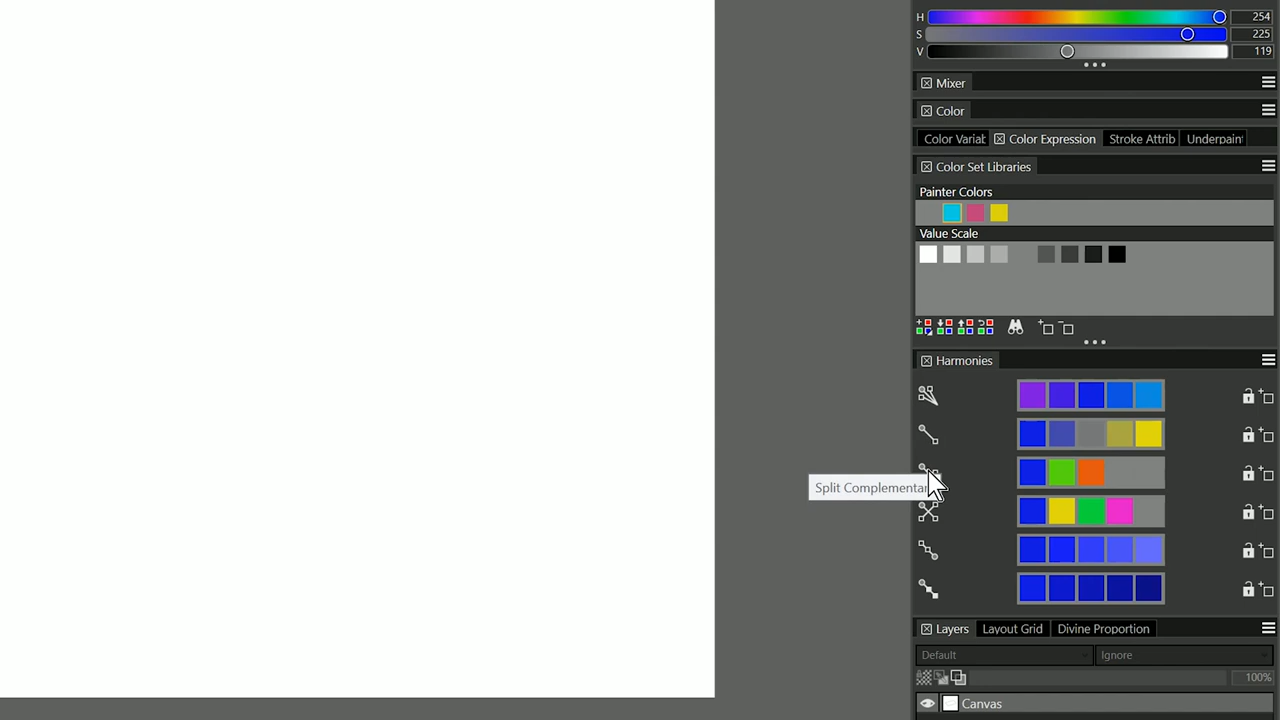 H 254
S 225
V 119
Mixer
Color
Color Variat Color Expression Stroke Attrib Underpain
Color Set Libraries
Painter Colors
Value Scale
Harmonies
Split Complementar
Layers Layout Grid Divine Proportion
Default Ignore
100%
Canvas